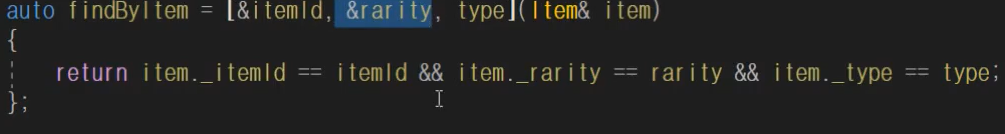 auto findByItem = [&itemId, &rarity, type](Item& item)
{
return item._itemId == itemId && item._rarity == rarity && item._type == type;
};